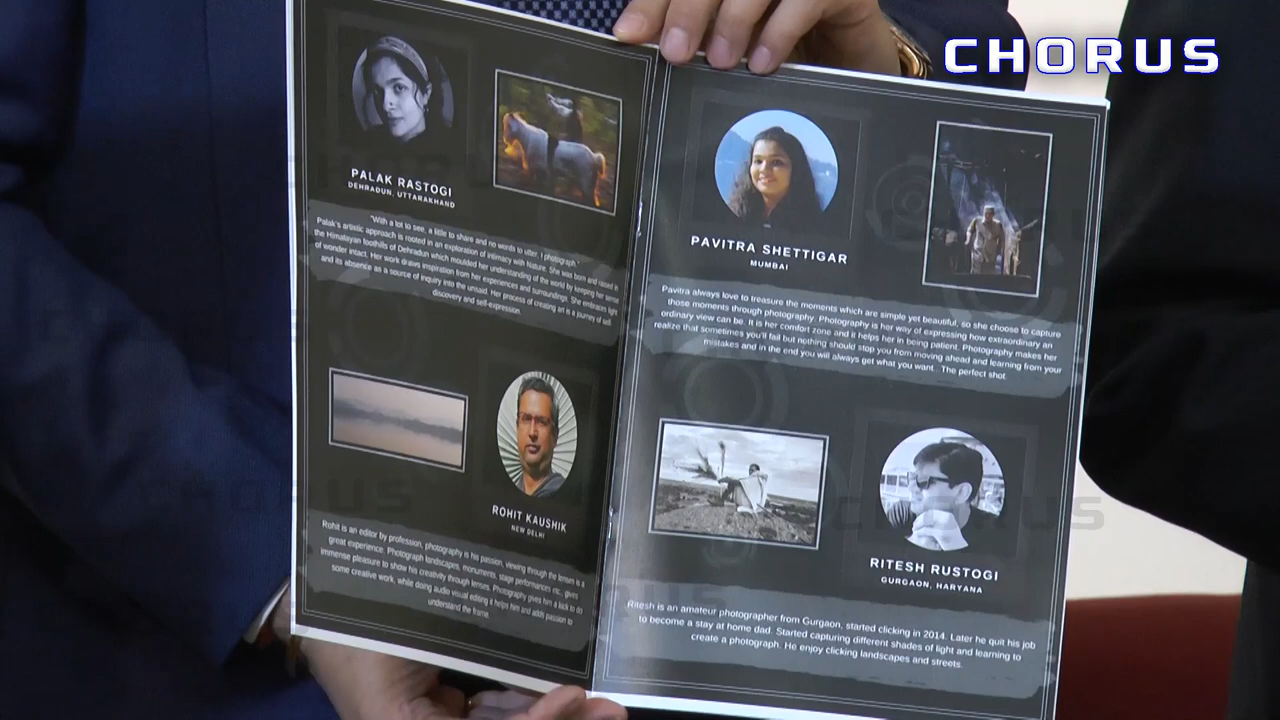 CHORUS
PALAK RASTOGI
DEHRADUN, UTTARAKHAND
"With a lot to see, a little to share and no words to utter, I photograph."
Palak's artistic approach is rooted in an exploration of intimacy with Nature. She was born and raised in
the Himalayan foothills of Dehradun which moulded her understanding of the world by keeping her sense
of wonder intact. Her work draws inspiration from her experiences and surroundings. She embraces light
and its absence as a source of inquiry into the unsaid. Her process of creating art is a journey of self
discovery and self-expression.
ROHIT KAUSHIK
NEW DELHI
Rohit is an editor by profession, photography is his passion, viewing through the lenses is a
great experience. Photograph landscapes, monuments, stage performances etc., gives
immense pleasure to show his creativity through lenses. Photography gives him a kick to do
some creative work, while doing audio visual editing it helps him and adds passion to
understand the frame.
PAVITRA SHETTIGAR
MUMBAI
Pavitra always love to treasure the moments which are simple yet beautiful, so she choose to capture
those moments through photography. Photography is her way of expressing how extraordinary an
ordinary view can be. It is her comfort zone and it helps her in being patient. Photography makes her
realize that sometimes you'll fail but nothing should stop you from moving ahead and learning from your
mistakes and in the end you will always get what you want...The perfect shot.
RITESH RUSTOGI
GURGAON, HARYANA
Ritesh is an amateur photographer from Gurgaon, started clicking in 2014. Later he quit his job
to become a stay at home dad. Started capturing different shades of light and learning to
create a photograph. He enjoy clicking landscapes and streets.